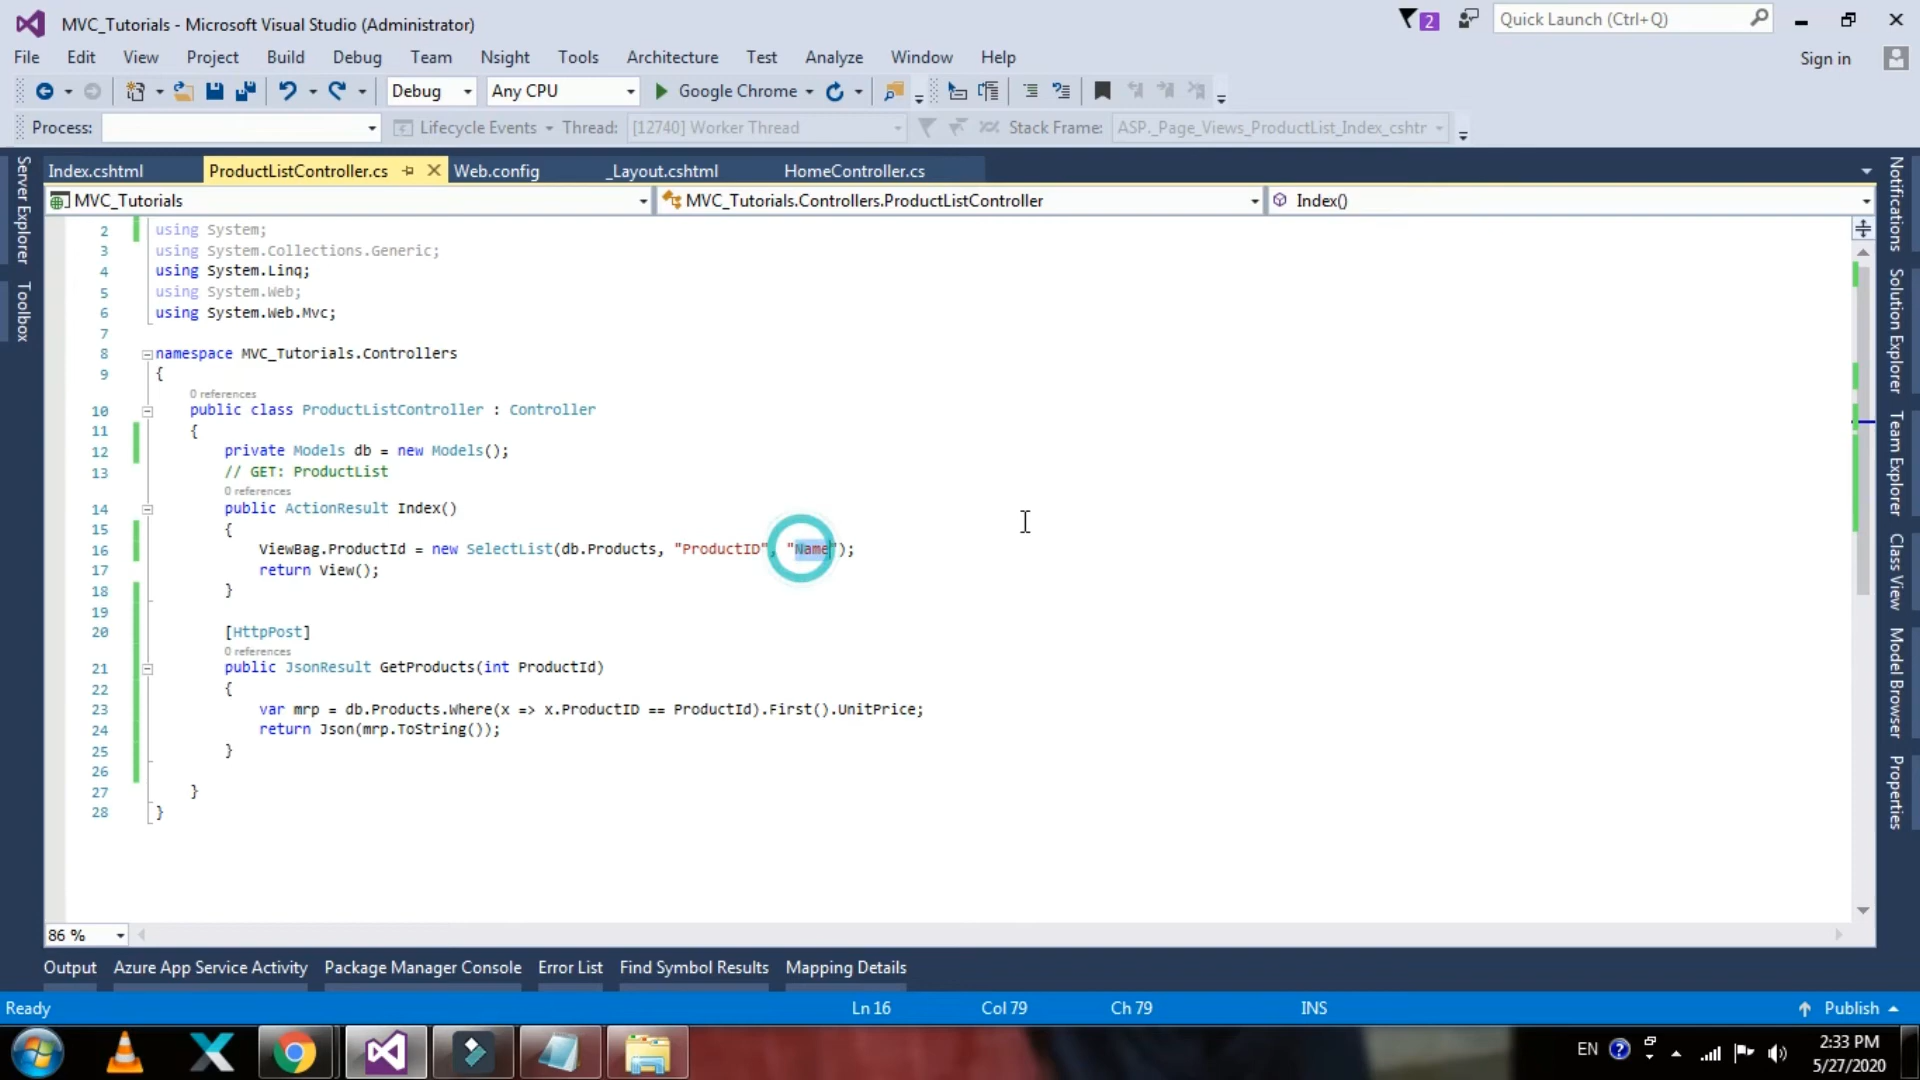 MVC_Tutorials - Microsoft Visual Studio (Administrator)
2
Quick Launch (Ctrl+Q)
File Edit View Project Build Debug Team Nsight Tools Architecture Test Analyze Window Help
Sign in
Debug Any CPU Google Chrome
Process: Lifecycle Events Thread: [12740] Worker Thread Stack Frame: ASP._Page_Views_ProductList_Index_cshtr
Index.cshtml ProductListController.cs Web.config _Layout.cshtml HomeController.cs
MVC_Tutorials MVC_Tutorials.Controllers.ProductListController Index()
Server Explorer
Toolbox
2 using System;
3 using System.Collections.Generic;
4 using System.Linq;
5 using System.Web;
6 using System.Web.Mvc;
7
8 namespace MVC_Tutorials.Controllers
9 {
0 references
10 public class ProductListController : Controller
11 {
12 private Models db = new Models();
13 // GET: ProductList
0 references
14 public ActionResult Index()
15 {
16 ViewBag.ProductId = new SelectList(db.Products, "ProductID", "Name");
17 return View();
18 }
19
20 [HttpPost]
0 references
21 public JsonResult GetProducts(int ProductId)
22 {
23 var mrp = db.Products.Where(x => x.ProductID == ProductId).First().UnitPrice;
24 return Json(mrp.ToString());
25 }
26
27 }
28 }
Notifications
Solution Explorer
Team Explorer
Class View
Model Browser
Properties
86 %
Output Azure App Service Activity Package Manager Console Error List Find Symbol Results Mapping Details
Ready Ln 16 Col 79 Ch 79 INS Publish
EN
2:33 PM
5/27/2020